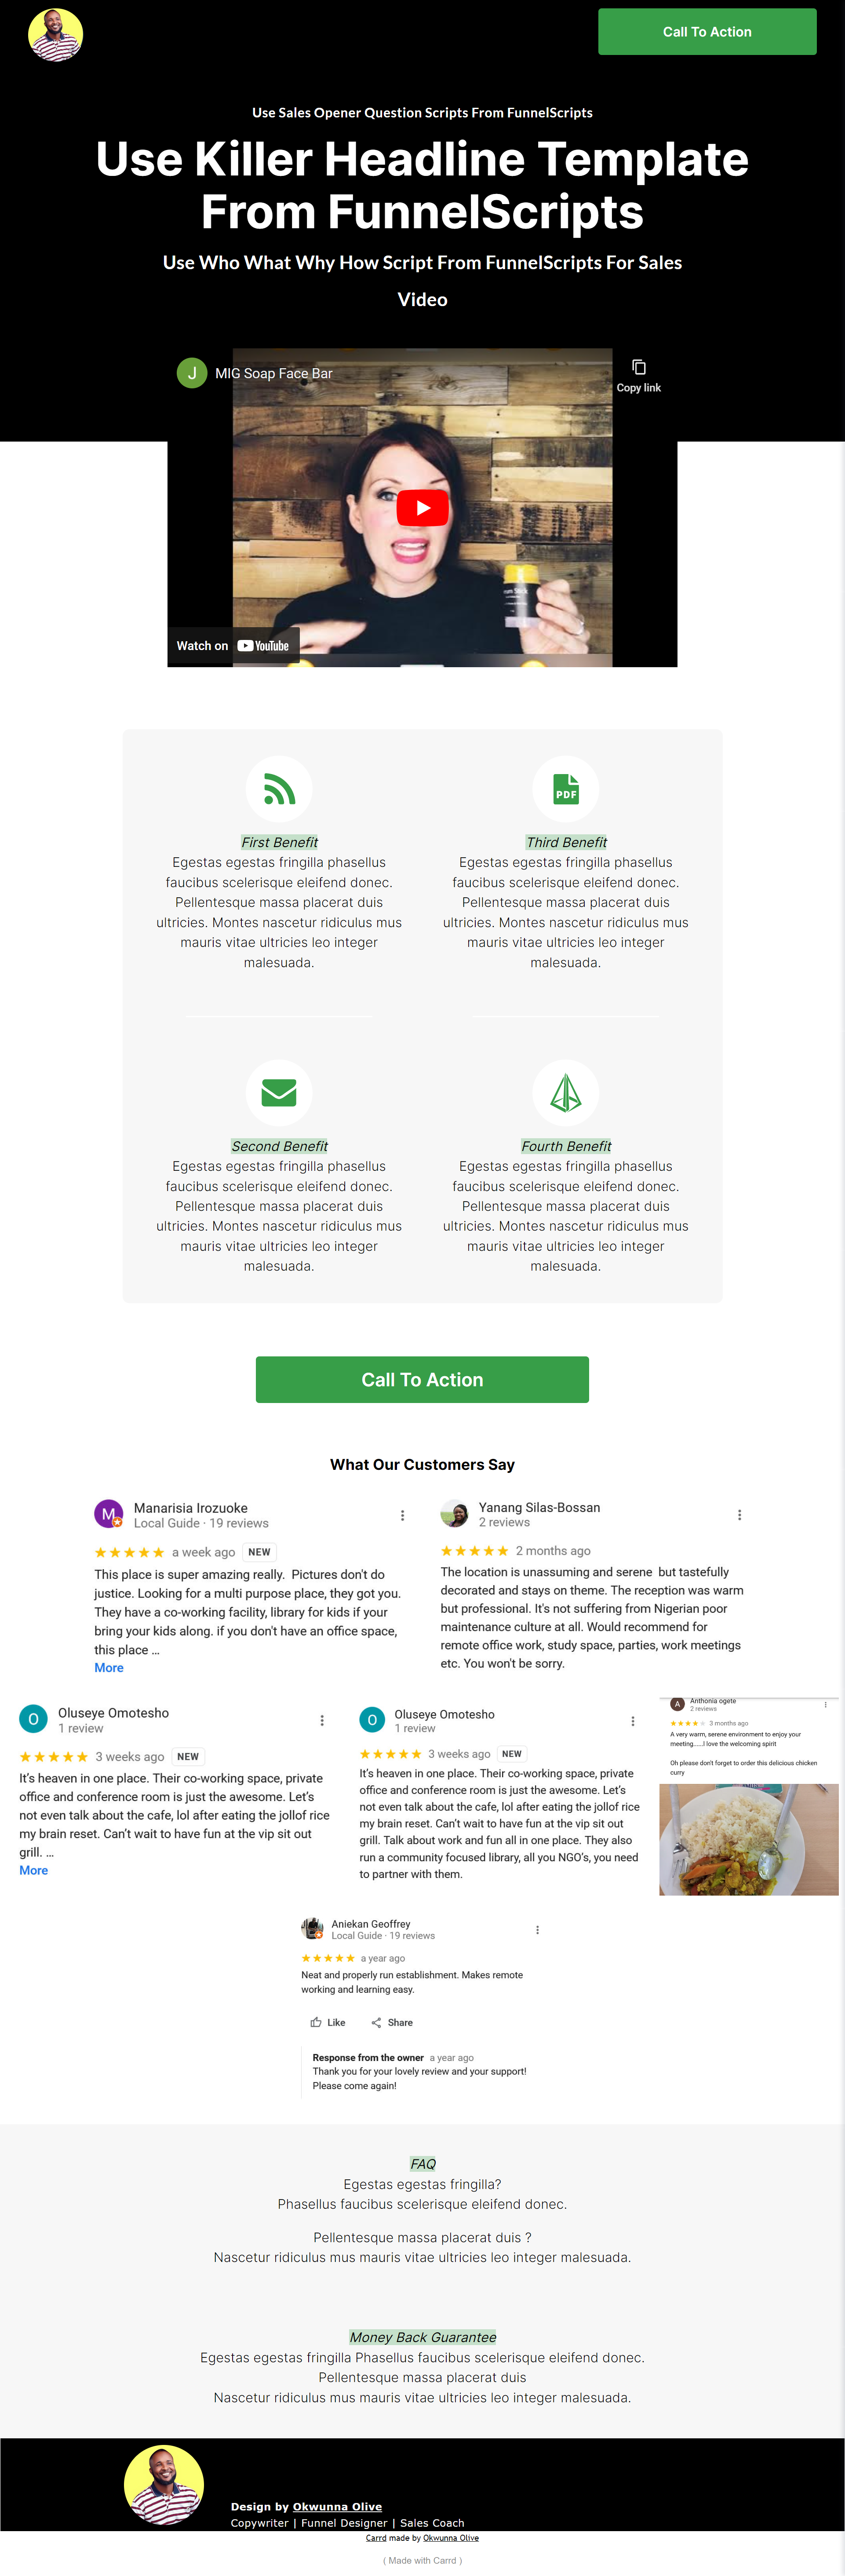 Call To Action
Use Sales Opener Question Scripts From FunnelScripts
Use Killer Headline Template
From FunnelScripts
Use Who What Why How Script From FunnelScripts For Sales
Video
J
MIG Soap Face Bar
Copy link
Watch on YouTube
First Benefit
Egestas egestas fringilla phasellus
faucibus scelerisque eleifend donec.
Pellentesque massa placerat duis
ultricies. Montes nascetur ridiculus mus
mauris vitae ultricies leo integer
malesuada.
PDF
Third Benefit
Egestas egestas fringilla phasellus
faucibus scelerisque eleifend donec.
Pellentesque massa placerat duis
ultricies. Montes nascetur ridiculus mus
mauris vitae ultricies leo integer
malesuada.
Second Benefit
Egestas egestas fringilla phasellus
faucibus scelerisque eleifend donec.
Pellentesque massa placerat duis
ultricies. Montes nascetur ridiculus mus
mauris vitae ultricies leo integer
malesuada.
Fourth Benefit
Egestas egestas fringilla phasellus
faucibus scelerisque eleifend donec.
Pellentesque massa placerat duis
ultricies. Montes nascetur ridiculus mus
mauris vitae ultricies leo integer
malesuada.
Call To Action
What Our Customers Say
M
Manarisia Irozuoke
Local Guide · 19 reviews
a week ago NEW
This place is super amazing really. Pictures don't do
justice. Looking for a multi purpose place, they got you.
They have a co-working facility, library for kids if your
bring your kids along. if you don't have an office space,
this place ...
More
Yanang Silas-Bossan
2 reviews
2 months ago
The location is unassuming and serene but tastefully
decorated and stays on theme. The reception was warm
but professional. It's not suffering from Nigerian poor
maintenance culture at all. Would recommend for
remote office work, study space, parties, work meetings
etc. You won't be sorry.
O
Oluseye Omotesho
1 review
3 weeks ago NEW
It's heaven in one place. Their co-working space, private
office and conference room is just the awesome. Let's
not even talk about the cafe, lol after eating the jollof rice
my brain reset. Can't wait to have fun at the vip sit out
grill. ...
More
O
Oluseye Omotesho
1 review
3 weeks ago NEW
It's heaven in one place. Their co-working space, private
office and conference room is just the awesome. Let's
not even talk about the cafe, lol after eating the jollof rice
my brain reset. Can't wait to have fun at the vip sit out
grill. Talk about work and fun all in one place. They also
run a community focused library, all you NGO's, you need
to partner with them.
A
Anthonia ogete
2 reviews
3 months ago
A very warm, serene environment to enjoy your
meeting......I love the welcoming spirit
Oh please don't forget to order this delicious chicken
curry
Aniekan Geoffrey
Local Guide · 19 reviews
a year ago
Neat and properly run establishment. Makes remote
working and learning easy.
Like Share
Response from the owner a year ago
Thank you for your lovely review and your support!
Please come again!
FAQ
Egestas egestas fringilla?
Phasellus faucibus scelerisque eleifend donec.
Pellentesque massa placerat duis ?
Nascetur ridiculus mus mauris vitae ultricies leo integer malesuada.
Money Back Guarantee
Egestas egestas fringilla Phasellus faucibus scelerisque eleifend donec.
Pellentesque massa placerat duis
Nascetur ridiculus mus mauris vitae ultricies leo integer malesuada.
Design by Okwunna Olive
Copywriter | Funnel Designer | Sales Coach
Carrd made by Okwunna Olive
( Made with Carrd )